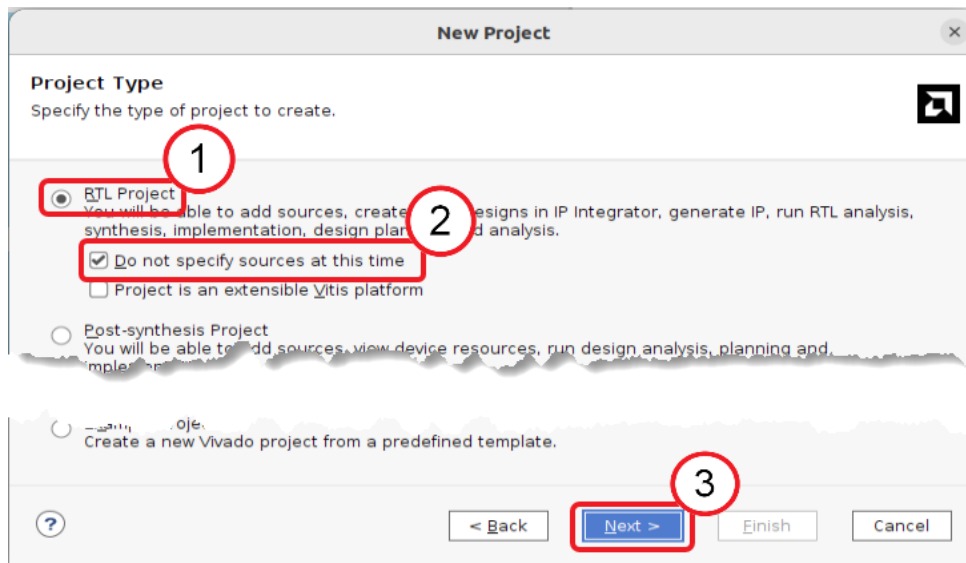 New Project
Project Type
Specify the type of project to create.
1
RTL Project
You will be able to add sources, create esigns in IP Integrator, generate IP, run RTL analysis,
2
synthesis, implementation, design plan d analysis.
Do not specify sources at this time
Project is an extensible Vitis platform
Post-synthesis Project
You will be able to add sources, view device resources, run design analysis, planning and
Create a new Vivado project from a predefined template.
3
?
< Back
Next >
Finish
Cancel